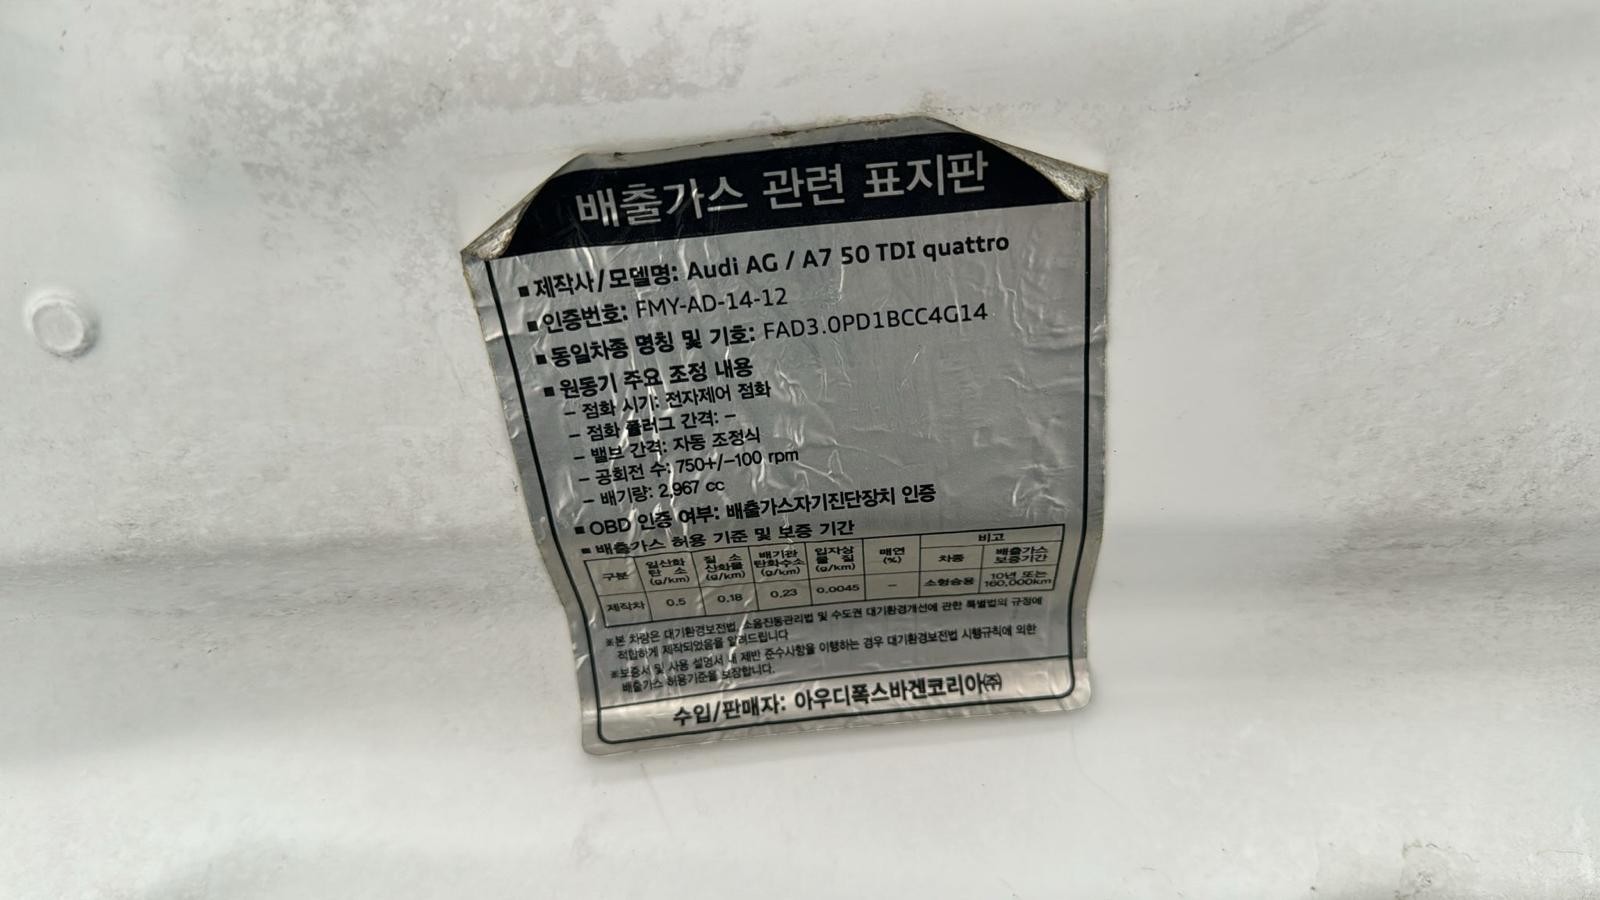 배출가스 관련 표지판
■ 제작사/모델명: Audi AG / A7 50 TDI quattro
■ 인증번호: FMY-AD-14-12
■ 동일차종 명칭 및 기호: FAD3.0PD1BCC4G14
■ 원동기 주요 조정 내용
– 점화 시기: 전자제어 점화
– 점화 플러그 간격: –
– 밸브 간격: 자동 조정식
– 공회전 수: 750+/-100 rpm
– 배기량: 2,967 cc
■ OBD 인증 여부: 배출가스자기진단장치 인증
■ 배출가스 허용 기준 및 보증 기간
구분 일산화탄소 (g/km) 질소산화물 (g/km) 배기관탄화수소 (g/km) 입자상물질 (g/km) 매연 (%) 비고
차종 배출가스 보증기간
제작차 0.5 0.18 0.23 0.0045 – 소형승용 10년 또는 160,000km
※본 차량은 대기환경보전법, 소음진동관리법 및 수도권 대기환경개선에 관한 특별법의 규정에
적합하게 제작되었음을 알려드립니다
※보증서 및 사용 설명서 내 제반 준수사항을 이행하는 경우 대기환경보전법 시행규칙에 의한
배출가스 허용기준을 보장합니다.
수입/판매자: 아우디폭스바겐코리아㈜